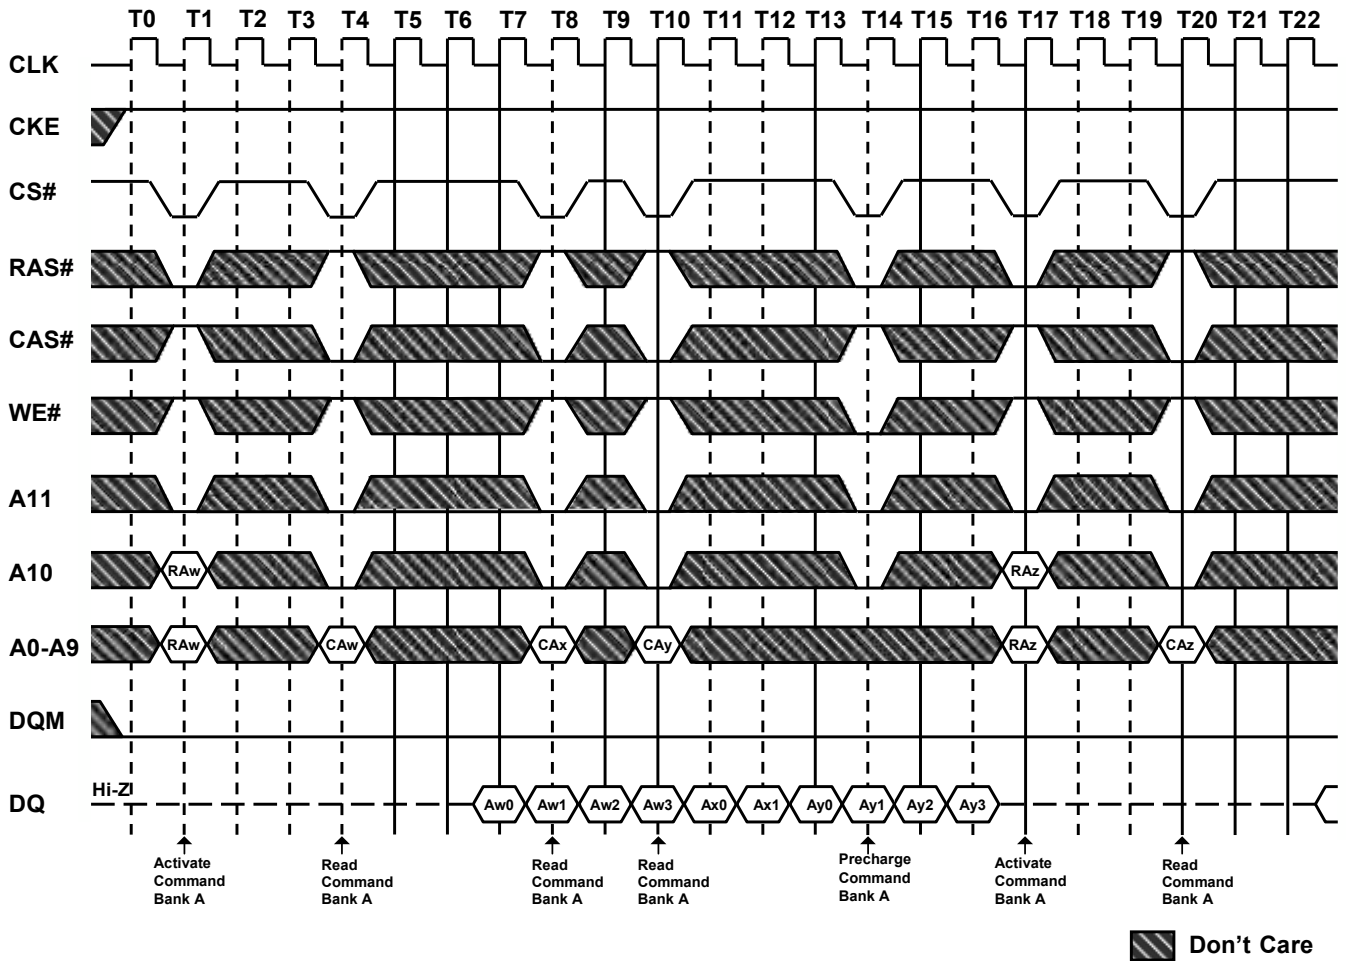 T0 T1 T2 T3 T4 T5 T6 T7 T8 T9 T10 T11 T12 T13 T14 T15 T16 T17 T18 T19 T20 T21 T22
CLK
CKE
CS#
RAS#
CAS#
WE#
A11
A10 RAw RAz
A0-A9 RAw CAw CAx CAy RAz CAz
DQM
DQ Hi-Z Aw0 Aw1 Aw2 Aw3 Ax0 Ax1 Ay0 Ay1 Ay2 Ay3
Activate
Command
Bank A
Read
Command
Bank A
Read
Command
Bank A
Read
Command
Bank A
Precharge
Command
Bank A
Activate
Command
Bank A
Read
Command
Bank A
Don't Care